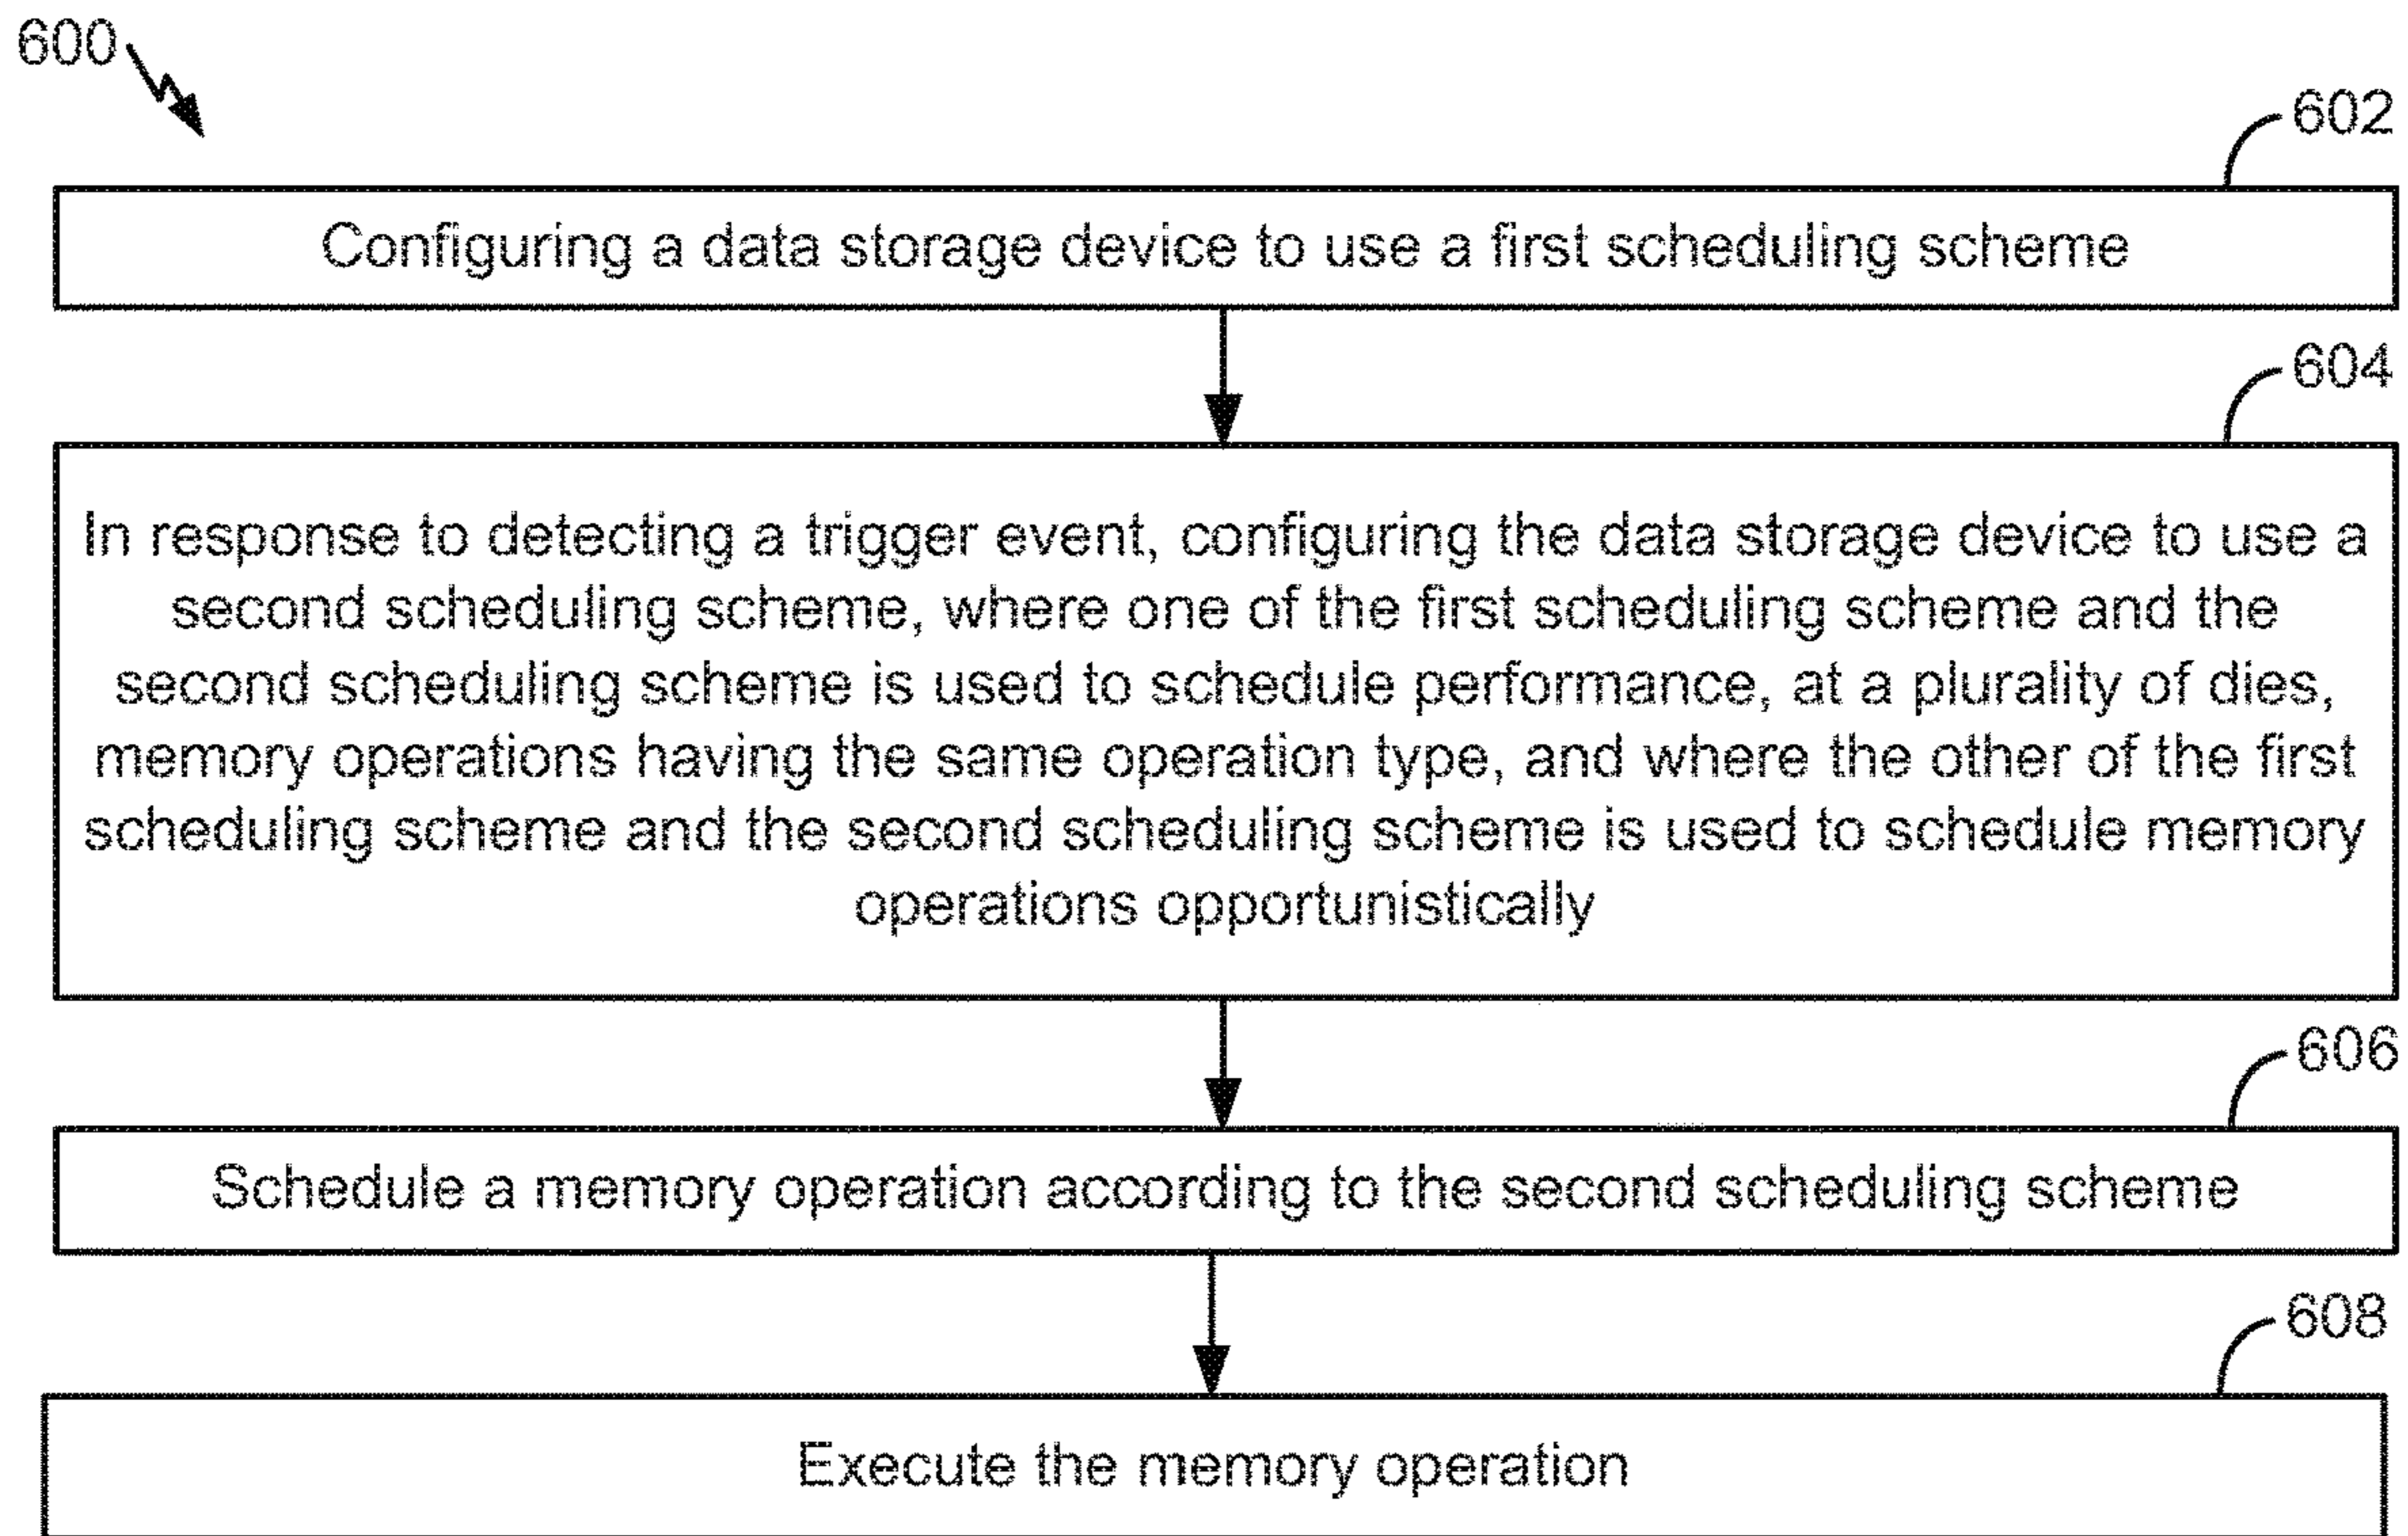 600
602
Configuring a data storage device to use a first scheduling scheme
604
In response to detecting a trigger event, configuring the data storage device to use a
second scheduling scheme, where one of the first scheduling scheme and the
second scheduling scheme is used to schedule performance, at a plurality of dies,
memory operations having the same operation type, and where the other of the first
scheduling scheme and the second scheduling scheme is used to schedule memory
operations opportunistically
606
Schedule a memory operation according to the second scheduling scheme
608
Execute the memory operation